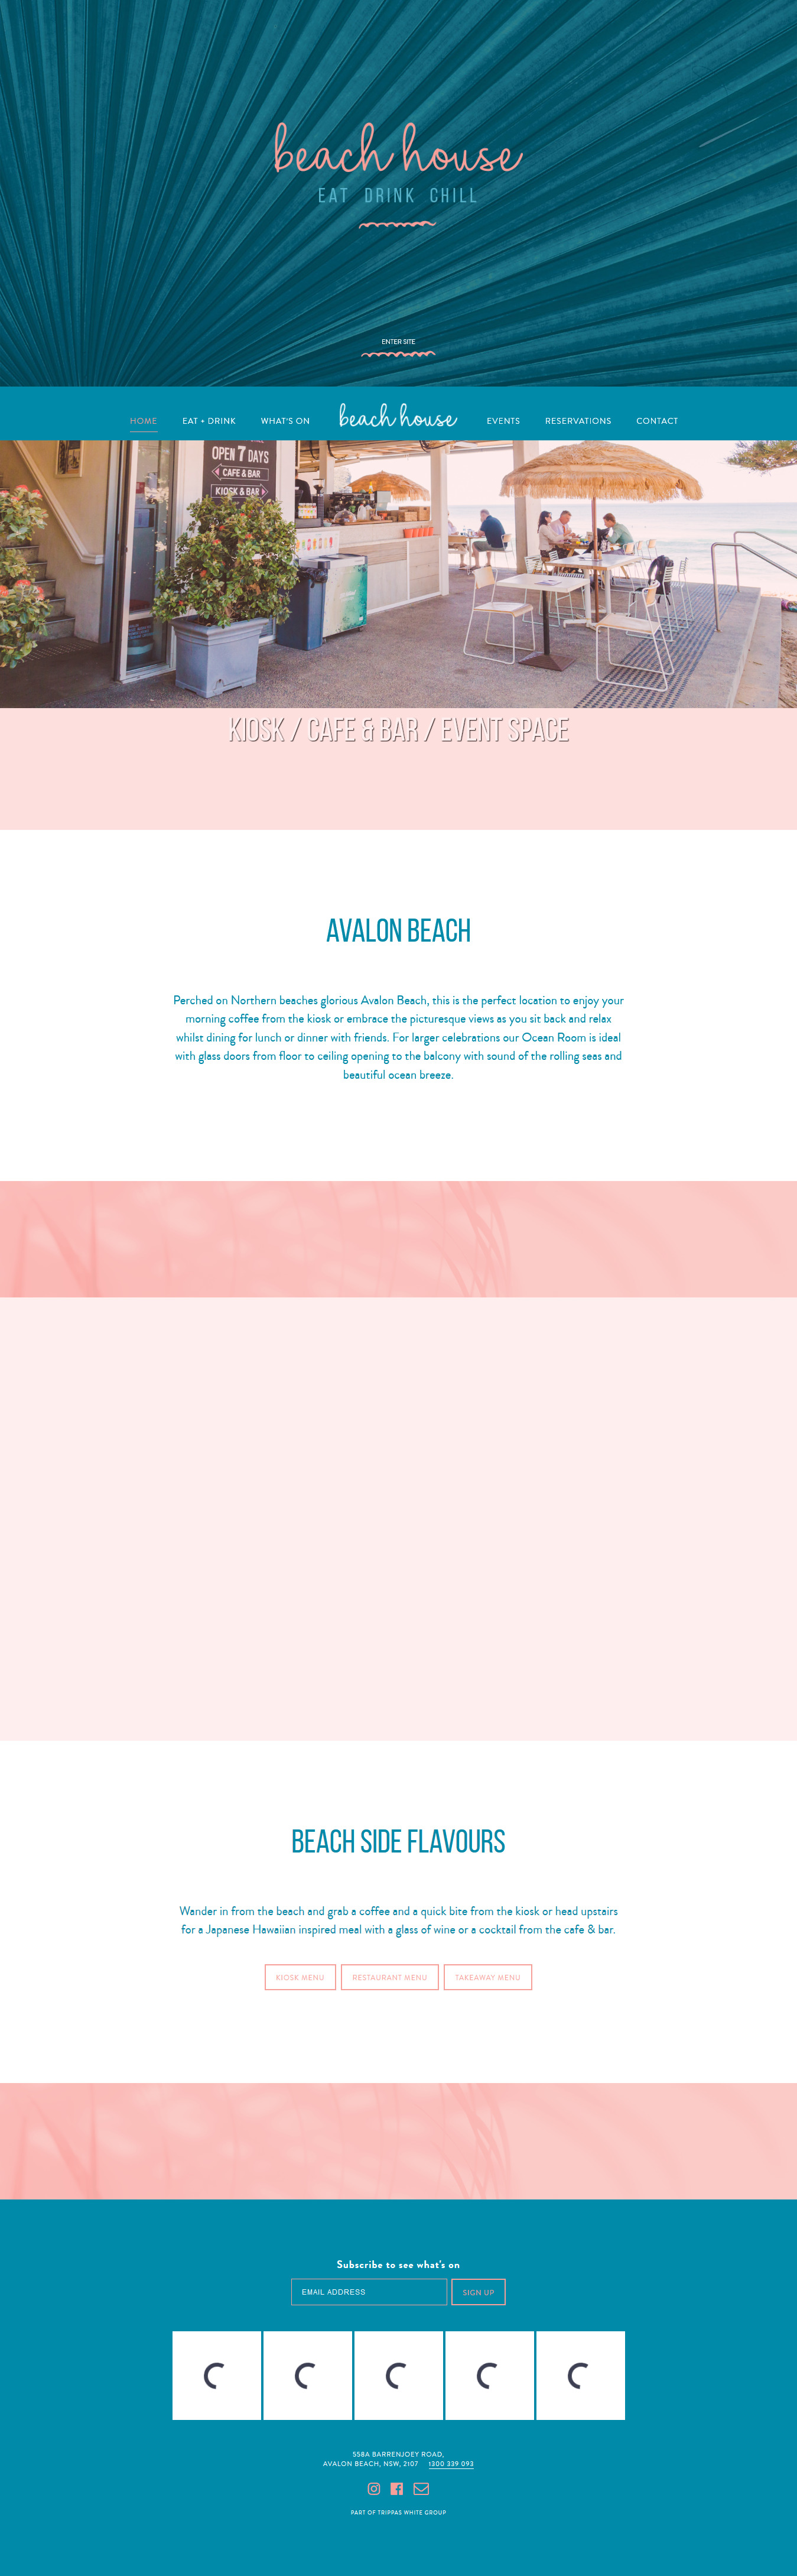 beach house
EAT DRINK CHILL
ENTER SITE
HOME EAT + DRINK WHAT'S ON beach house EVENTS RESERVATIONS CONTACT
OPEN 7 DAYS
CAFE & BAR
KIOSK & BAR
KIOSK / CAFE & BAR / EVENT SPACE
AVALON BEACH
Perched on Northern beaches glorious Avalon Beach, this is the perfect location to enjoy your
morning coffee from the kiosk or embrace the picturesque views as you sit back and relax
whilst dining for lunch or dinner with friends. For larger celebrations our Ocean Room is ideal
with glass doors from floor to ceiling opening to the balcony with sound of the rolling seas and
beautiful ocean breeze.
BEACH SIDE FLAVOURS
Wander in from the beach and grab a coffee and a quick bite from the kiosk or head upstairs
for a Japanese Hawaiian inspired meal with a glass of wine or a cocktail from the cafe & bar.
KIOSK MENU RESTAURANT MENU TAKEAWAY MENU
Subscribe to see what's on
EMAIL ADDRESS SIGN UP
558A BARRENJOEY ROAD,
AVALON BEACH, NSW, 2107 1300 339 093
PART OF TRIPPAS WHITE GROUP